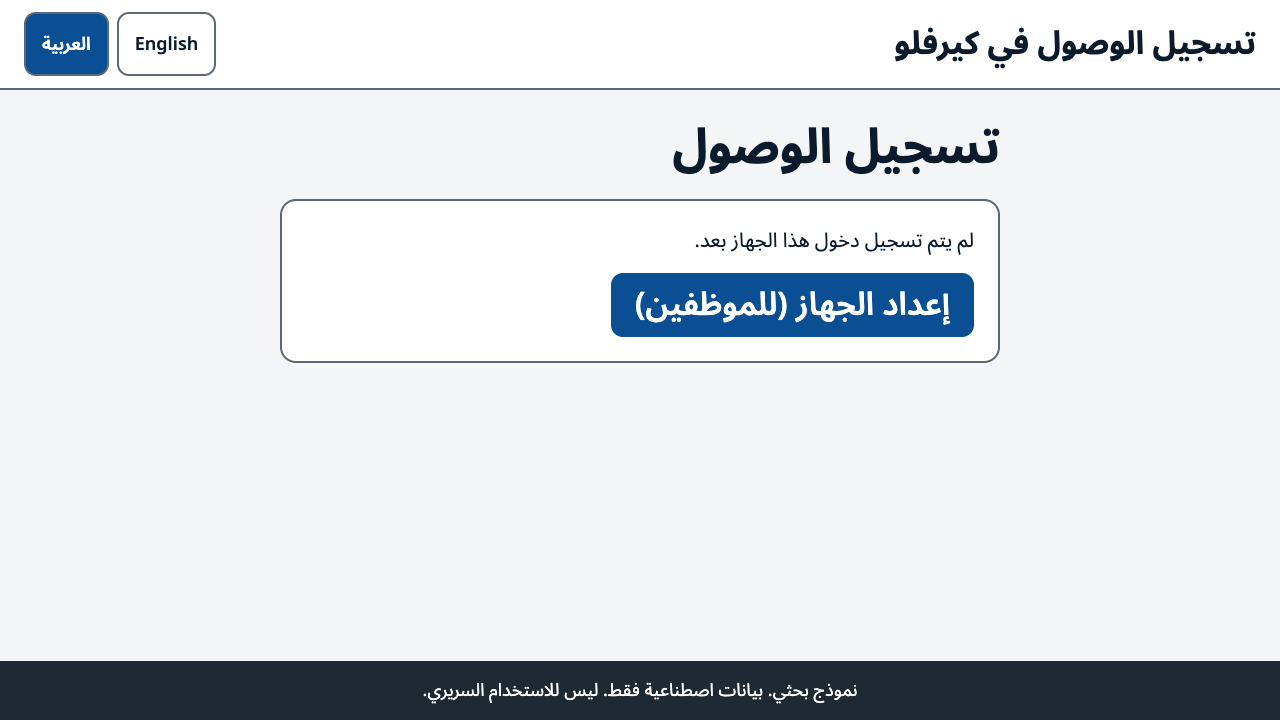 تسجيل الوصول في كيرفلو
English
العربية
تسجيل الوصول
لم يتم تسجيل دخول هذا الجهاز بعد.
إعداد الجهاز (للموظفين)
نموذج بحثي. بيانات اصطناعية فقط. ليس للاستخدام السريري.